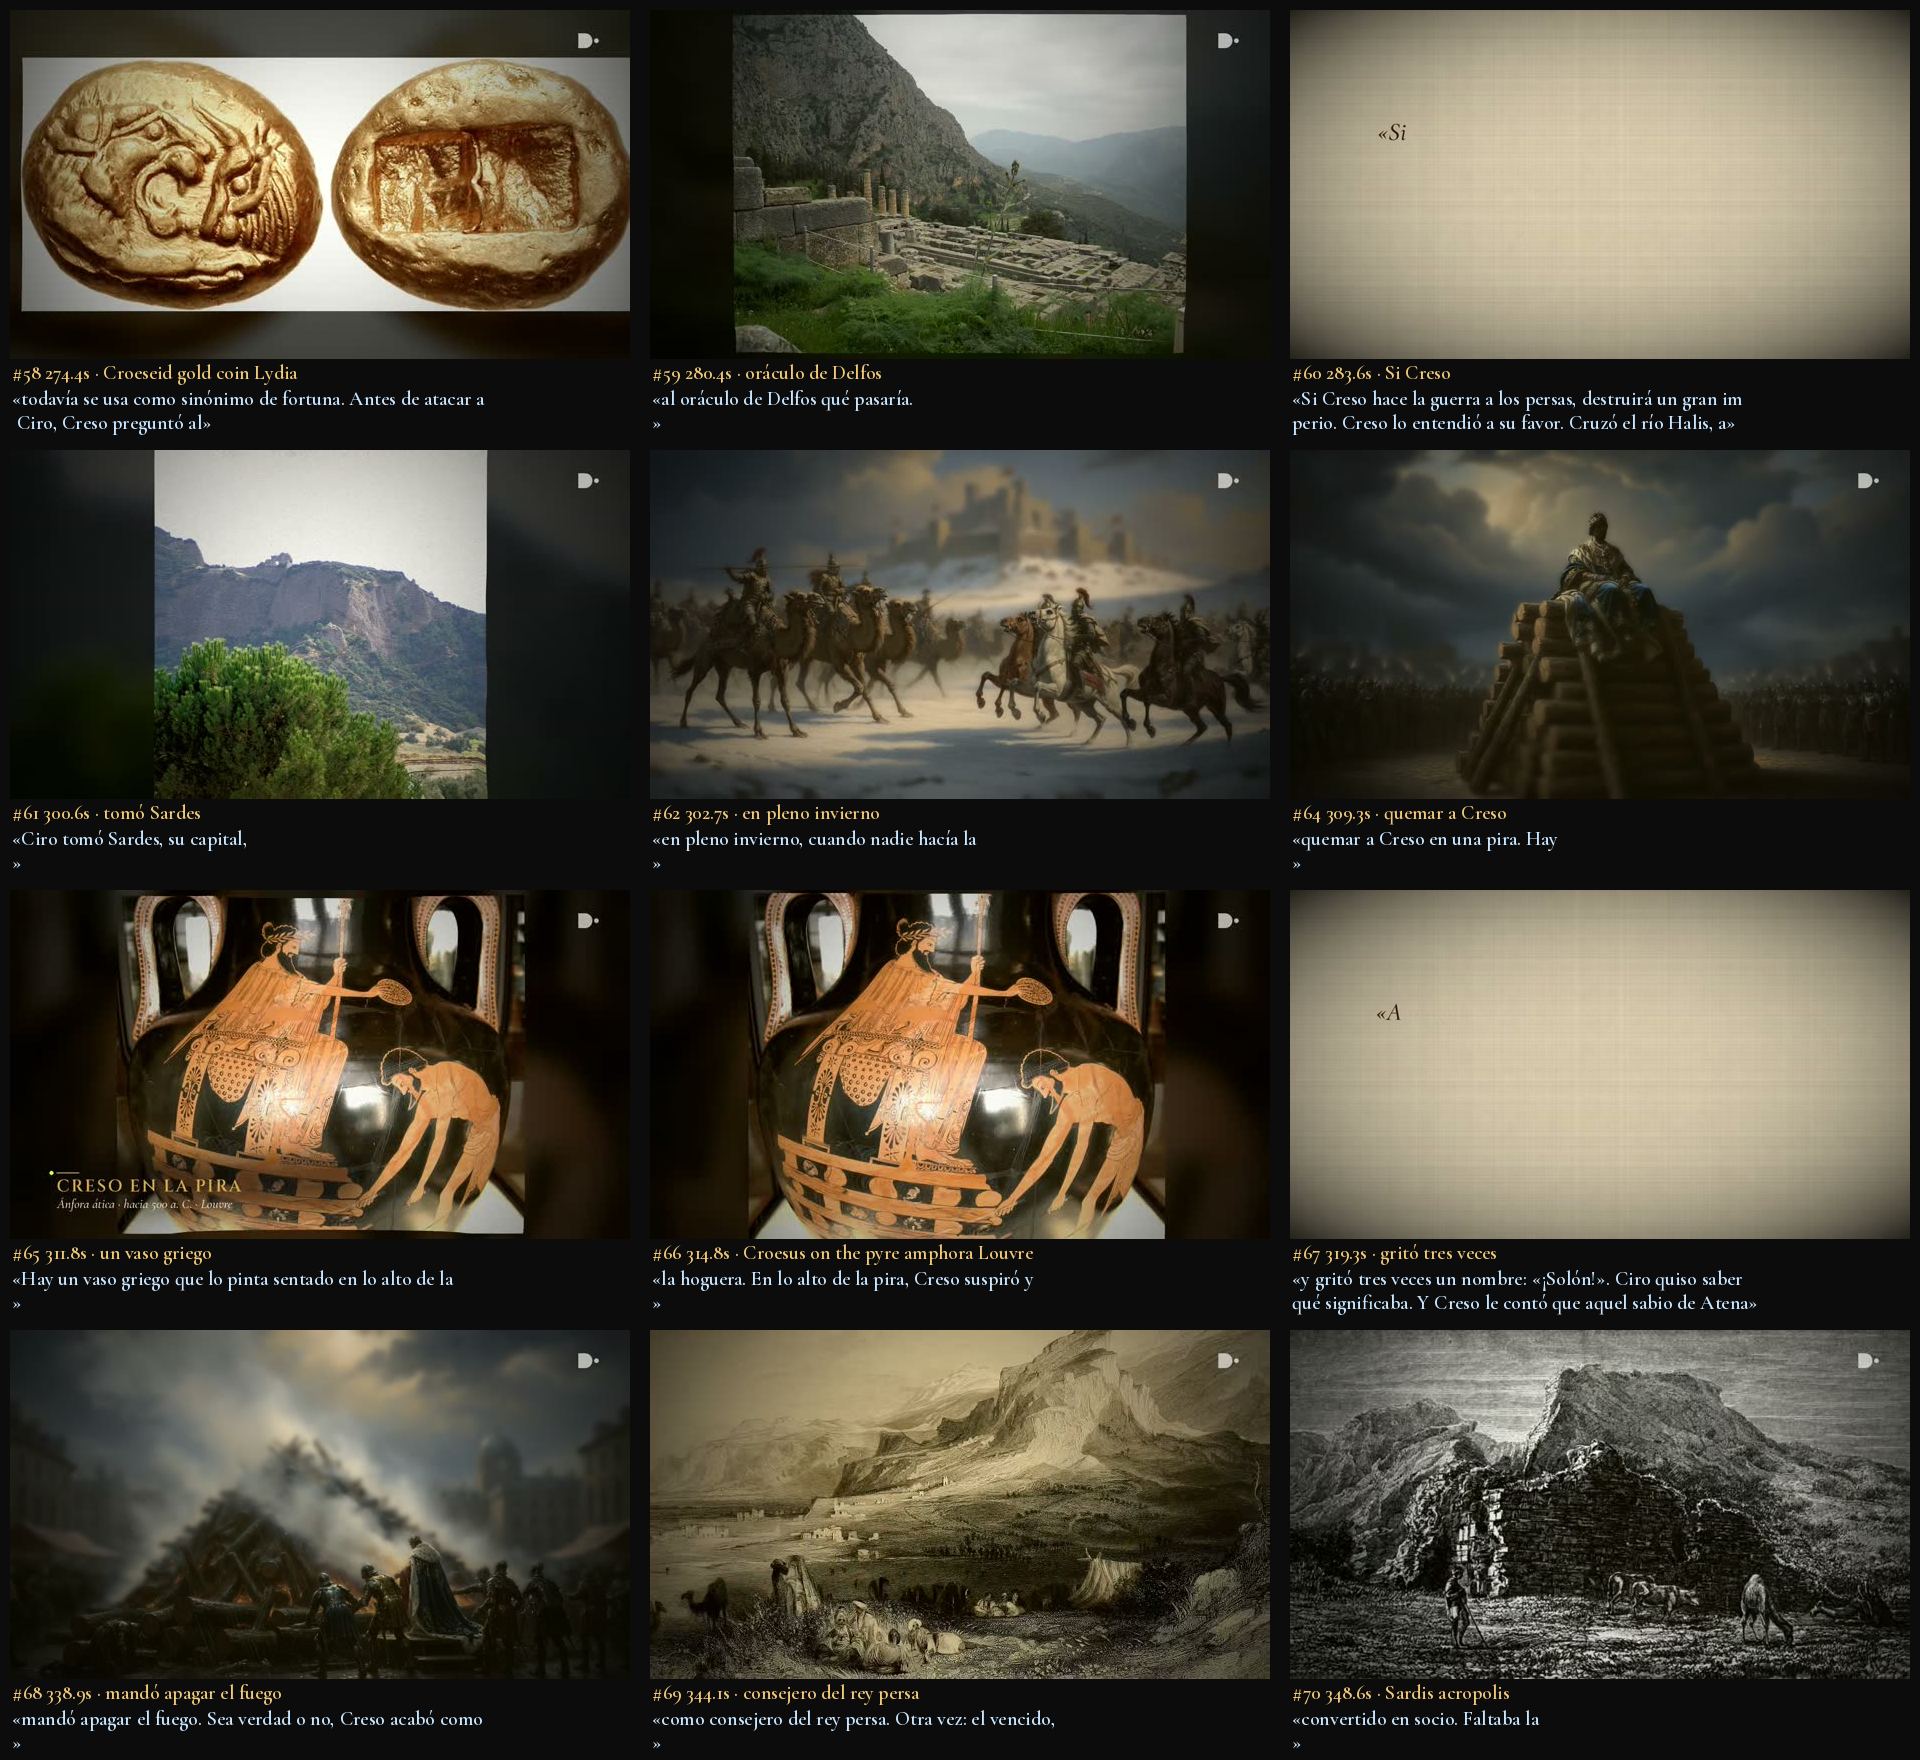 «Si
#58 274.4s · Croeseid gold coin Lydia
«todavía se usa como sinónimo de fortuna. Antes de atacar a
Ciro, Creso preguntó al»
#59 280.4s · oráculo de Delfos
«al oráculo de Delfos qué pasaría.
»
#60 283.6s · Si Creso
«Si Creso hace la guerra a los persas, destruirá un gran im
perio. Creso lo entendió a su favor. Cruzó el río Halis, a»
#61 300.6s · tomó Sardes
«Ciro tomó Sardes, su capital,
»
#62 302.7s · en pleno invierno
«en pleno invierno, cuando nadie hacía la
»
#64 309.3s · quemar a Creso
«quemar a Creso en una pira. Hay
»
CRESO EN LA PIRA
Ánfora ática · hacia 500 a. C. · Louvre
«A
#65 311.8s · un vaso griego
«Hay un vaso griego que lo pinta sentado en lo alto de la
»
#66 314.8s · Croesus on the pyre amphora Louvre
«la hoguera. En lo alto de la pira, Creso suspiró y
»
#67 319.3s · gritó tres veces
«y gritó tres veces un nombre: «¡Solón!». Ciro quiso saber
qué significaba. Y Creso le contó que aquel sabio de Atena»
#68 338.9s · mandó apagar el fuego
«mandó apagar el fuego. Sea verdad o no, Creso acabó como
»
#69 344.1s · consejero del rey persa
«como consejero del rey persa. Otra vez: el vencido,
»
#70 348.6s · Sardis acropolis
«convertido en socio. Faltaba la
»